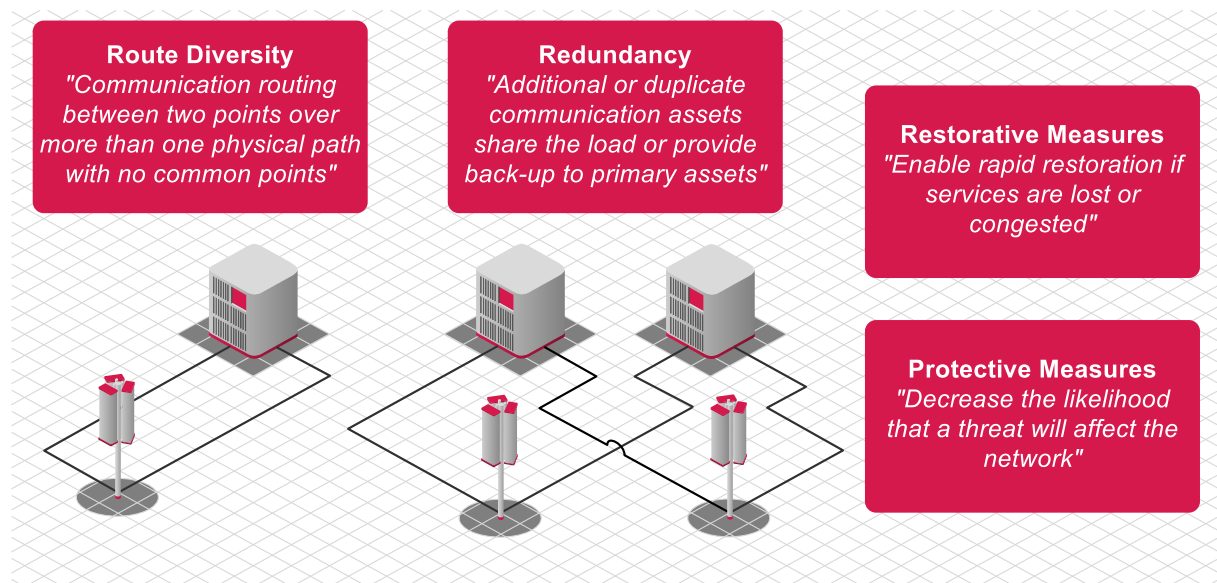 Route Diversity
"Communication routing
between two points over
more than one physical path
with no common points"
Redundancy
"Additional or duplicate
communication assets
share the load or provide
back-up to primary assets"
Restorative Measures
"Enable rapid restoration if
services are lost or
congested"
Protective Measures
"Decrease the likelihood
that a threat will affect the
network"